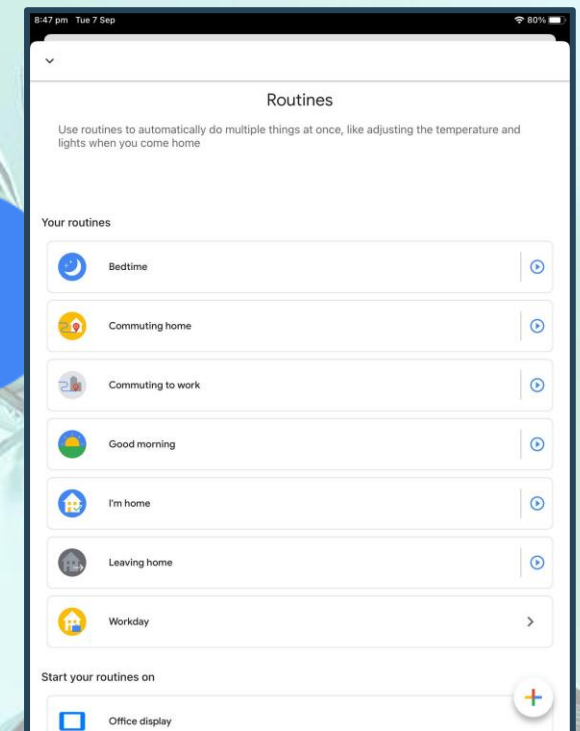 8:47 pm Tue 7 Sep
80%
Routines
Use routines to automatically do multiple things at once, like adjusting the temperature and
lights when you come home
Your routines
Bedtime
Commuting home
Commuting to work
Good morning
I'm home
Leaving home
Workday
Start your routines on
Office display